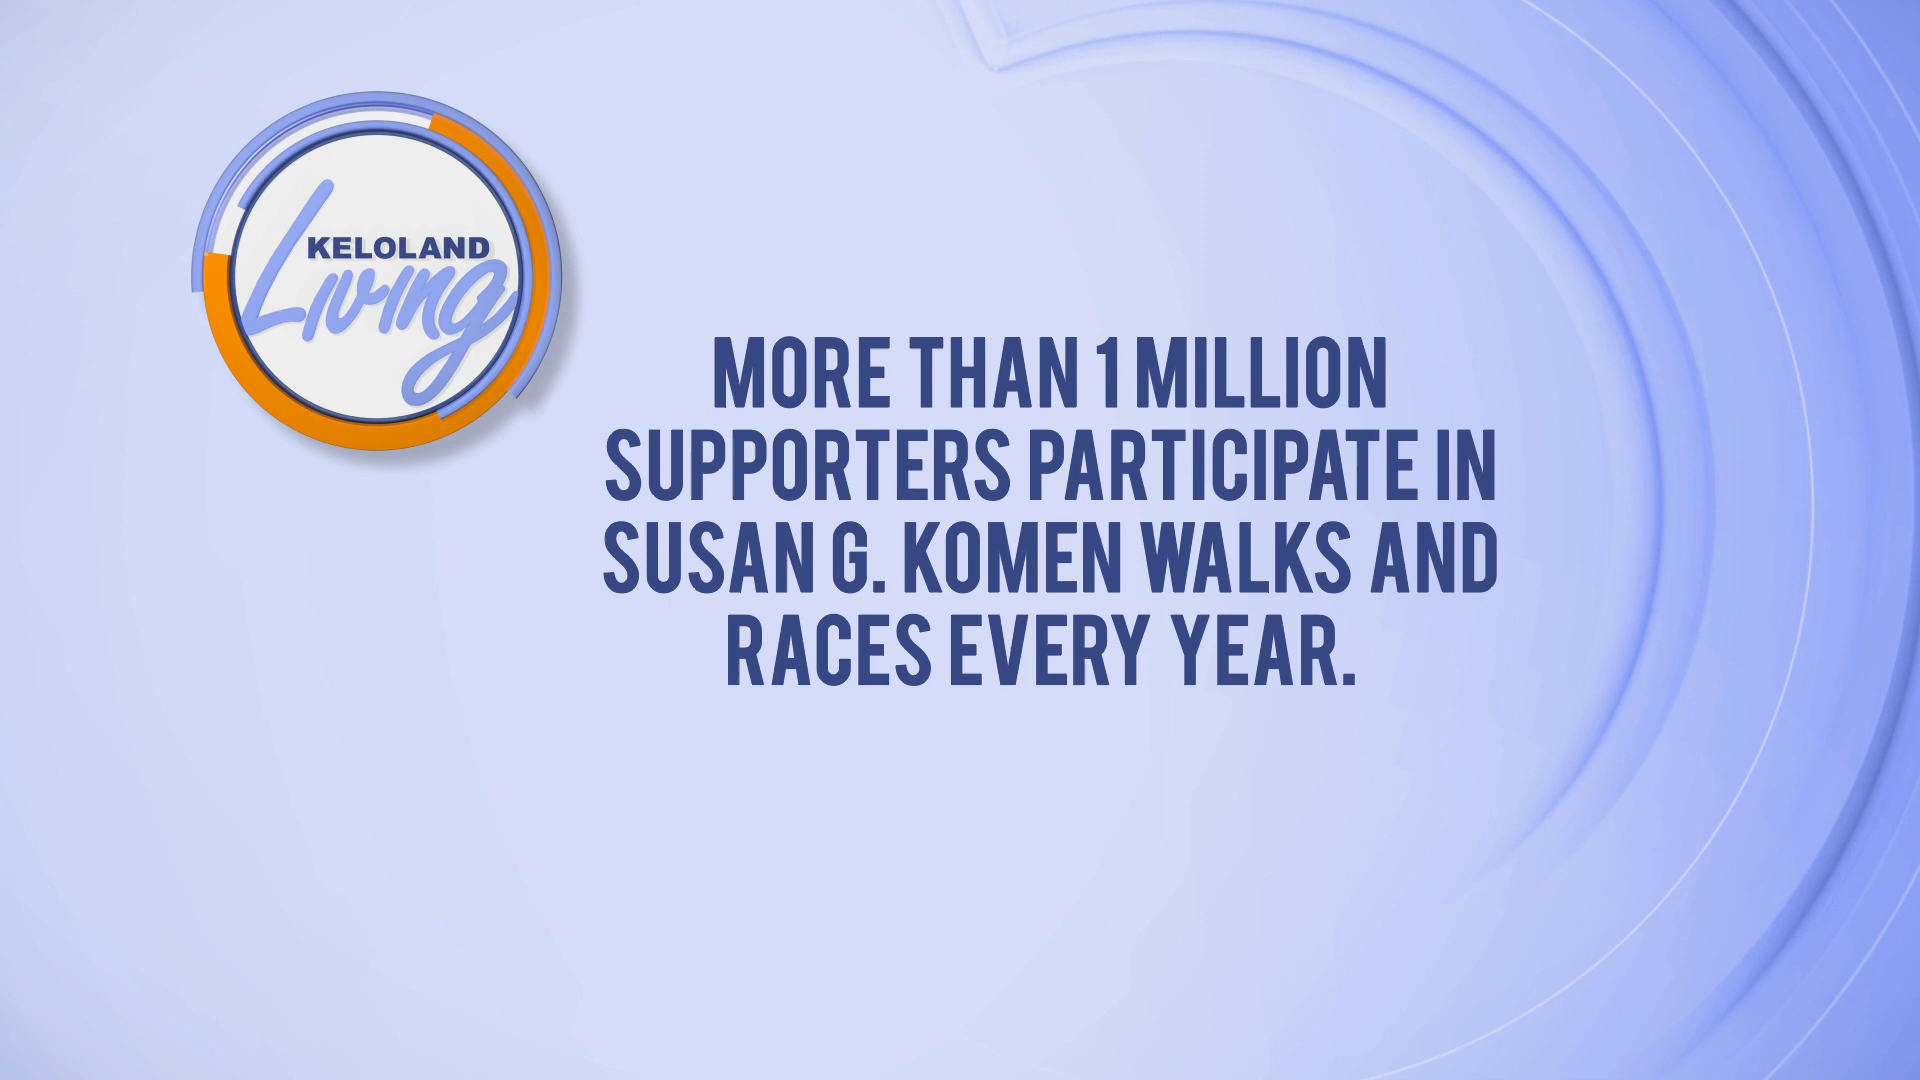 KELOLAND
Living
MORE THAN 1 MILLION
SUPPORTERS PARTICIPATE IN
SUSAN G. KOMEN WALKS AND
RACES EVERY YEAR.